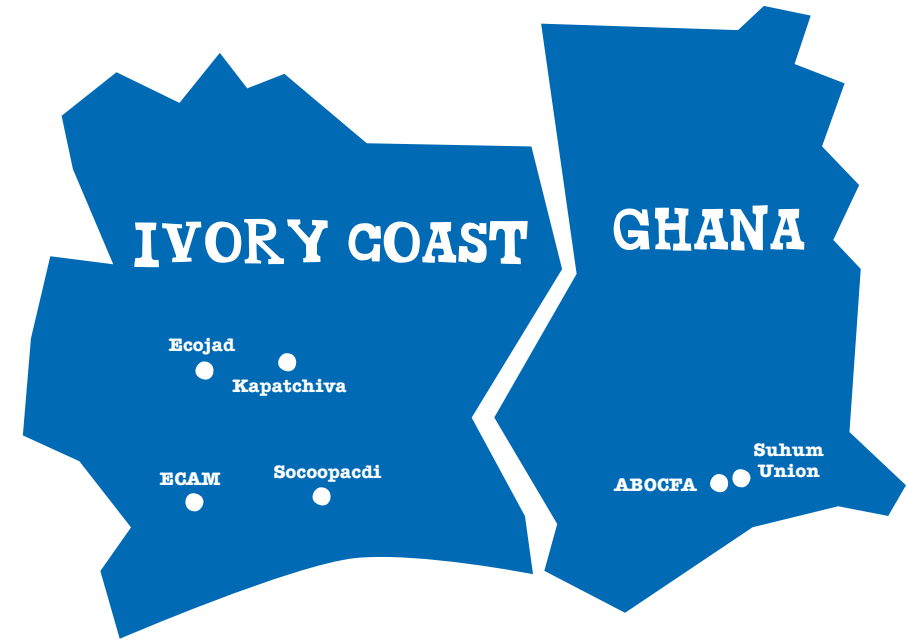 IVORY COAST
GHANA
Ecojad
Kapatchiva
ECAM
Socoopacdi
ABOCFA
Suhum
Union